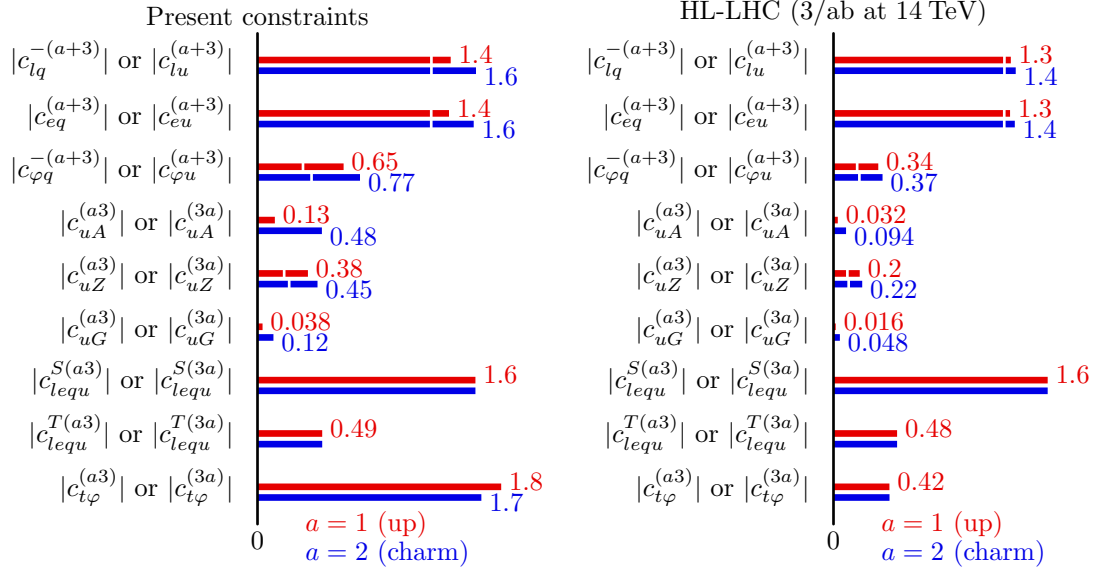 Present constraints
|c_{lq}^{-(a+3)}| or |c_{lu}^{(a+3)}| 1.4 1.6
|c_{eq}^{(a+3)}| or |c_{eu}^{(a+3)}| 1.4 1.6
|c_{φq}^{-(a+3)}| or |c_{φu}^{(a+3)}| 0.65 0.77
|c_{uA}^{(a3)}| or |c_{uA}^{(3a)}| 0.13 0.48
|c_{uZ}^{(a3)}| or |c_{uZ}^{(3a)}| 0.38 0.45
|c_{uG}^{(a3)}| or |c_{uG}^{(3a)}| 0.038 0.12
|c_{lequ}^{S(a3)}| or |c_{lequ}^{S(3a)}| 1.6
|c_{lequ}^{T(a3)}| or |c_{lequ}^{T(3a)}| 0.49
|c_{tφ}^{(a3)}| or |c_{tφ}^{(3a)}| 1.8 1.7
a = 1 (up)
0 a = 2 (charm)
HL-LHC (3/ab at 14 TeV)
|c_{lq}^{-(a+3)}| or |c_{lu}^{(a+3)}| 1.3 1.4
|c_{eq}^{(a+3)}| or |c_{eu}^{(a+3)}| 1.3 1.4
|c_{φq}^{-(a+3)}| or |c_{φu}^{(a+3)}| 0.34 0.37
|c_{uA}^{(a3)}| or |c_{uA}^{(3a)}| 0.032 0.094
|c_{uZ}^{(a3)}| or |c_{uZ}^{(3a)}| 0.2 0.22
|c_{uG}^{(a3)}| or |c_{uG}^{(3a)}| 0.016 0.048
|c_{lequ}^{S(a3)}| or |c_{lequ}^{S(3a)}| 1.6
|c_{lequ}^{T(a3)}| or |c_{lequ}^{T(3a)}| 0.48
|c_{tφ}^{(a3)}| or |c_{tφ}^{(3a)}| 0.42
a = 1 (up)
0 a = 2 (charm)